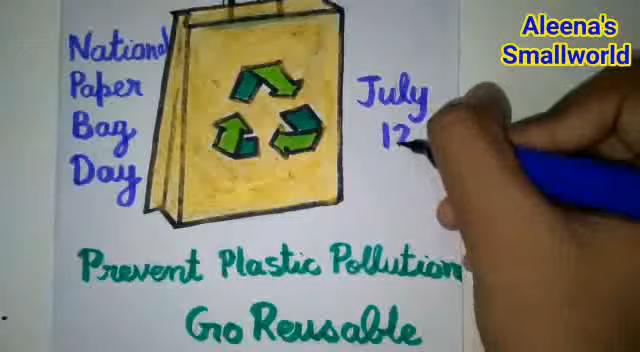 Aleena's
Smallworld
National
Paper
Bag
Day
July
12
Prevent Plastic Pollution
Go Reusable